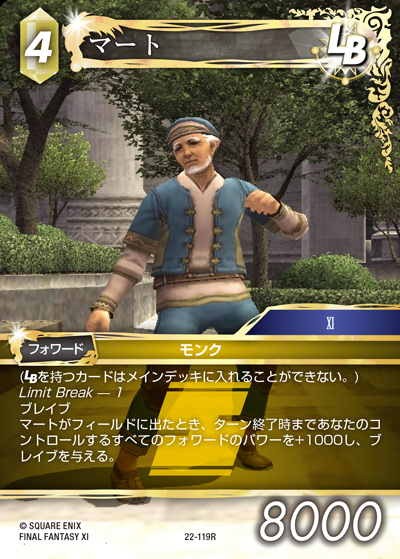 4
マート
LB
XI
フォワード
モンク
(LBを持つカードはメインデッキに入れることができない。)
Limit Break — 1
ブレイブ
マートがフィールドに出たとき、ターン終了時まであなたのコ
ントロールするすべてのフォワードのパワーを+1000し、ブ
レイブを与える。
© SQUARE ENIX
FINAL FANTASY XI
22-119R
8000